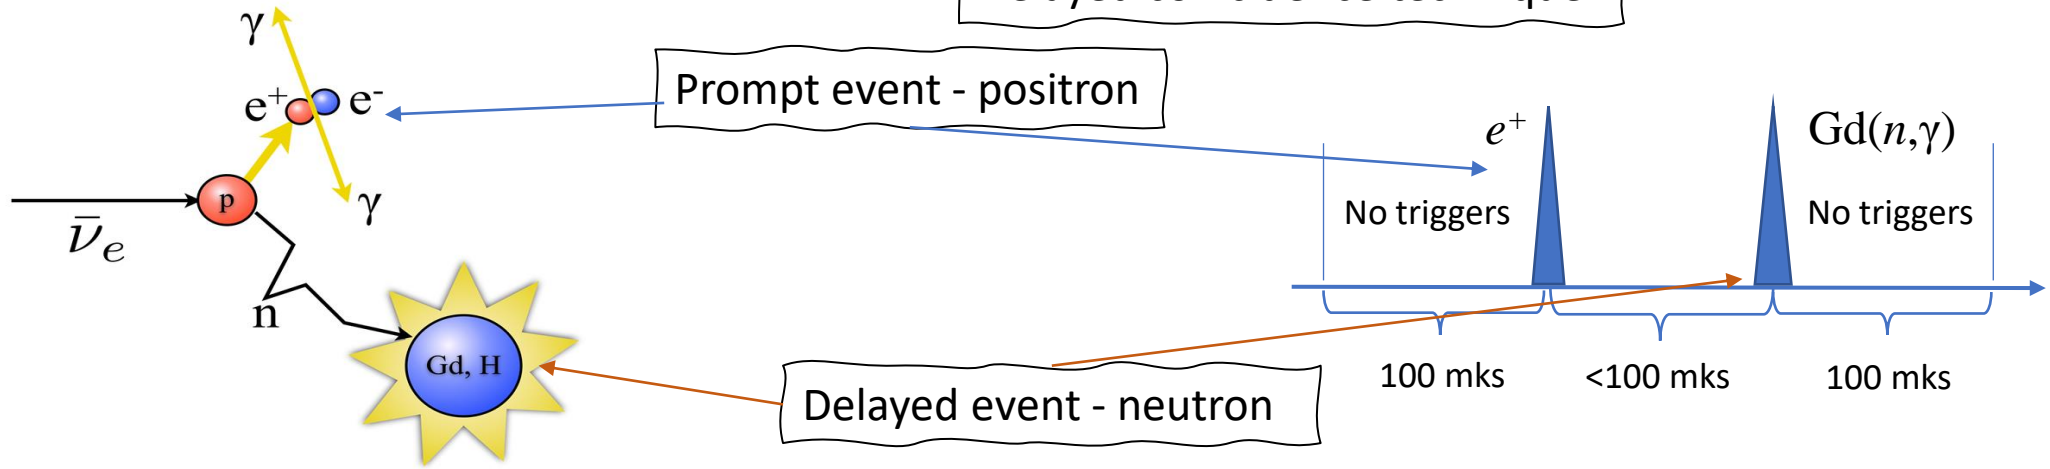 γ
e⁺ e⁻
Prompt event - positron
e⁺
Gd(n,γ)
p
γ
No triggers
No triggers
ν̅ₑ
n
Gd, H
100 mks
<100 mks
100 mks
Delayed event - neutron